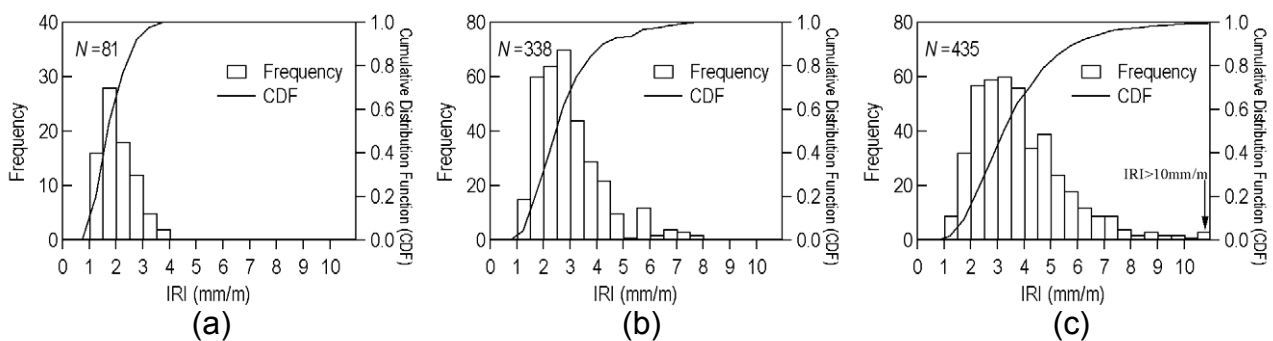 N=81
Frequency
CDF
Frequency
40
30
20
10
0
1.0
0.8
0.6
0.4
0.2
0.0
Cumulative Distribution Function (CDF)
0 1 2 3 4 5 6 7 8 9 10
IRI (mm/m)
(a)
N=338
Frequency
CDF
Frequency
80
60
40
20
0
1.0
0.8
0.6
0.4
0.2
0.0
Cumulative Distribution Function (CDF)
0 1 2 3 4 5 6 7 8 9 10
IRI (mm/m)
(b)
N=435
Frequency
CDF
IRI>10mm/m
Frequency
80
60
40
20
0
1.0
0.8
0.6
0.4
0.2
0.0
Cumulative Distribution Function (CDF)
0 1 2 3 4 5 6 7 8 9 10
IRI (mm/m)
(c)